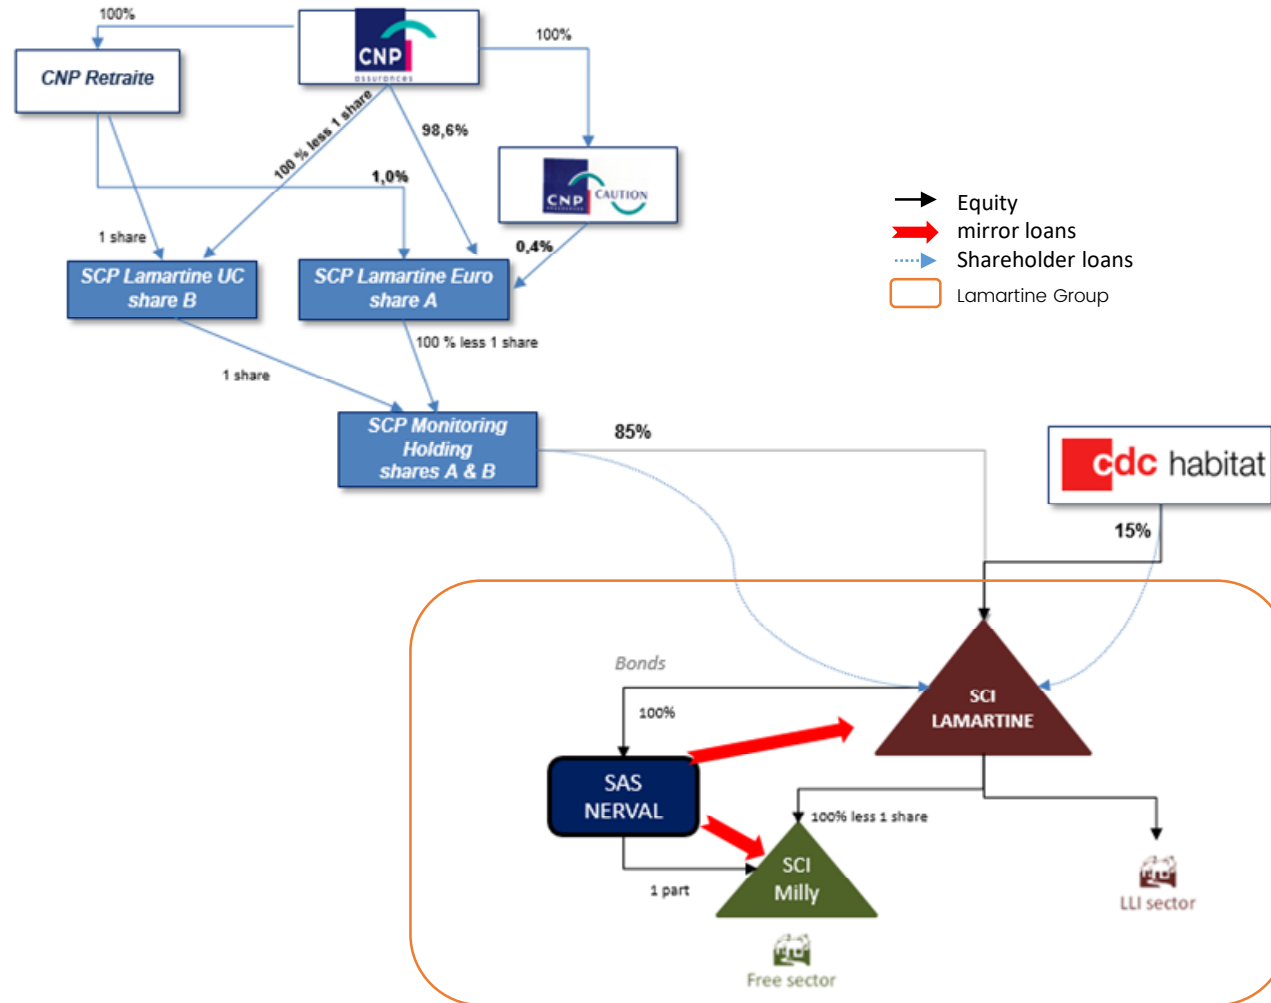 100%
CNP
assurances
100%
CNP Retraite
100 % less 1 share
98,6%
1,0%
CNP
CAUTION
1 share
0,4%
SCP Lamartine UC
share B
SCP Lamartine Euro
share A
100 % less 1 share
1 share
SCP Monitoring
Holding
shares A & B
85%
Equity
mirror loans
Shareholder loans
Lamartine Group
cdc habitat
15%
Bonds
100%
SCI
LAMARTINE
SAS
NERVAL
100% less 1 share
1 part
SCI
Milly
Free sector
LLI sector